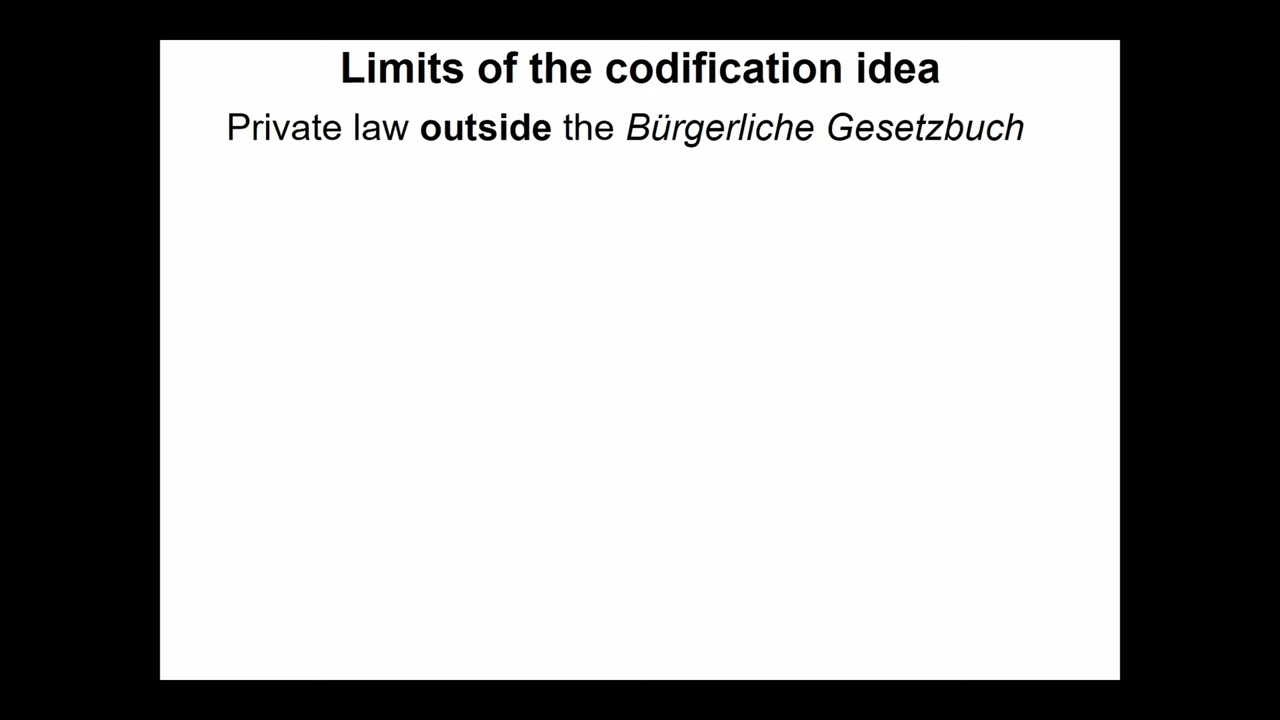 Limits of the codification idea
Private law outside the Bürgerliche Gesetzbuch